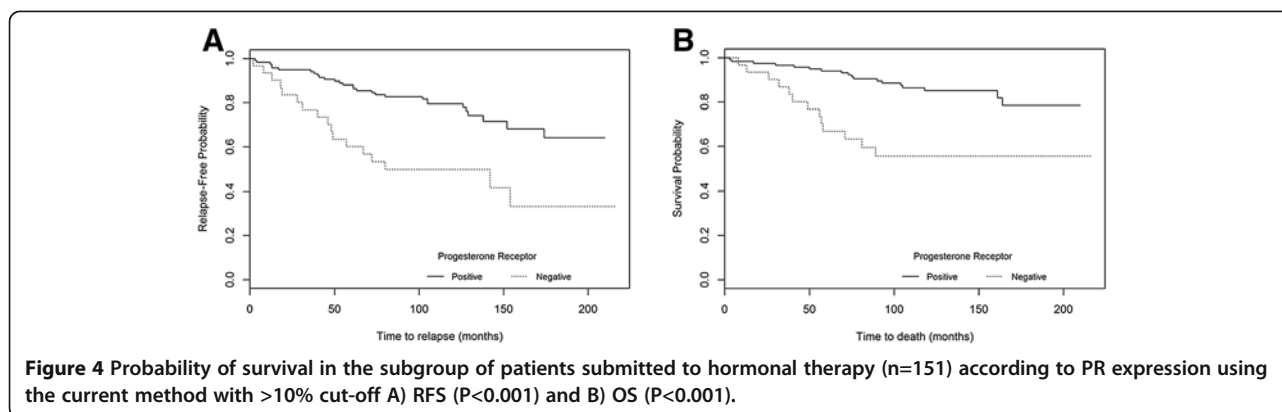 A
Relapse-Free Probability
1.0
0.8
0.6
0.4
0.2
0.0
Progesterone Receptor
Positive Negative
0 50 100 150 200
Time to relapse (months)
B
Survival Probability
1.0
0.8
0.6
0.4
0.2
0.0
Progesterone Receptor
Positive Negative
0 50 100 150 200
Time to death (months)
Figure 4 Probability of survival in the subgroup of patients submitted to hormonal therapy (n=151) according to PR expression using
the current method with >10% cut-off A) RFS (P<0.001) and B) OS (P<0.001).